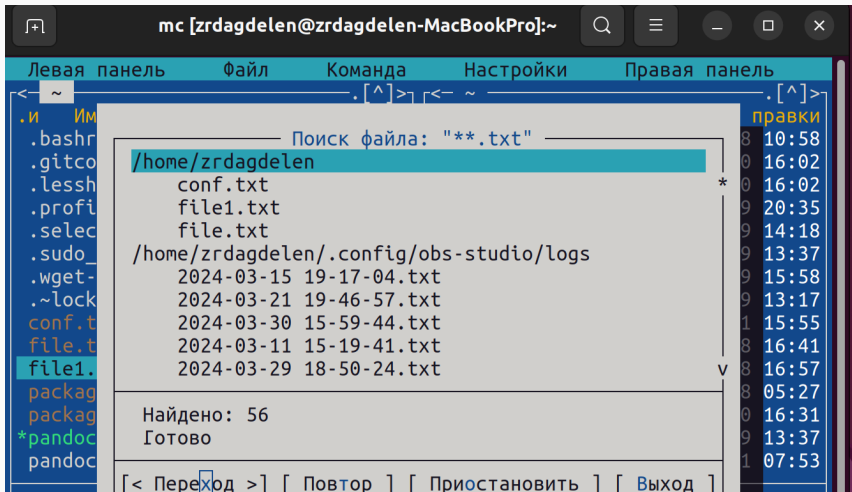 mc [zrdagdelen@zrdagdelen-MacBookPro]:~
Левая панель Файл Команда Настройки Правая панель
<— ~ .[^]> <— ~ .[^]>
.и Им правки
.bashr 8 10:58
Поиск файла: "**.txt"
.gitco 0 16:02
/home/zrdagdelen
.lessh 0 16:02
conf.txt *
.profi 9 20:35
file1.txt
.selec 9 14:18
file.txt
.sudo_ 9 13:37
/home/zrdagdelen/.config/obs-studio/logs
.wget- 9 15:58
2024-03-15 19-17-04.txt
.~lock 9 13:17
2024-03-21 19-46-57.txt
conf.t 1 15:55
2024-03-30 15-59-44.txt
file.t 8 16:41
2024-03-11 15-19-41.txt
file1. 8 16:57
2024-03-29 18-50-24.txt v
packag 8 05:27
packag 0 16:31
Найдено: 56
*pandoc 9 13:37
Готово
pandoc 1 07:53
[< Переход >] [ Повтор ] [ Приостановить ] [ Выход ]